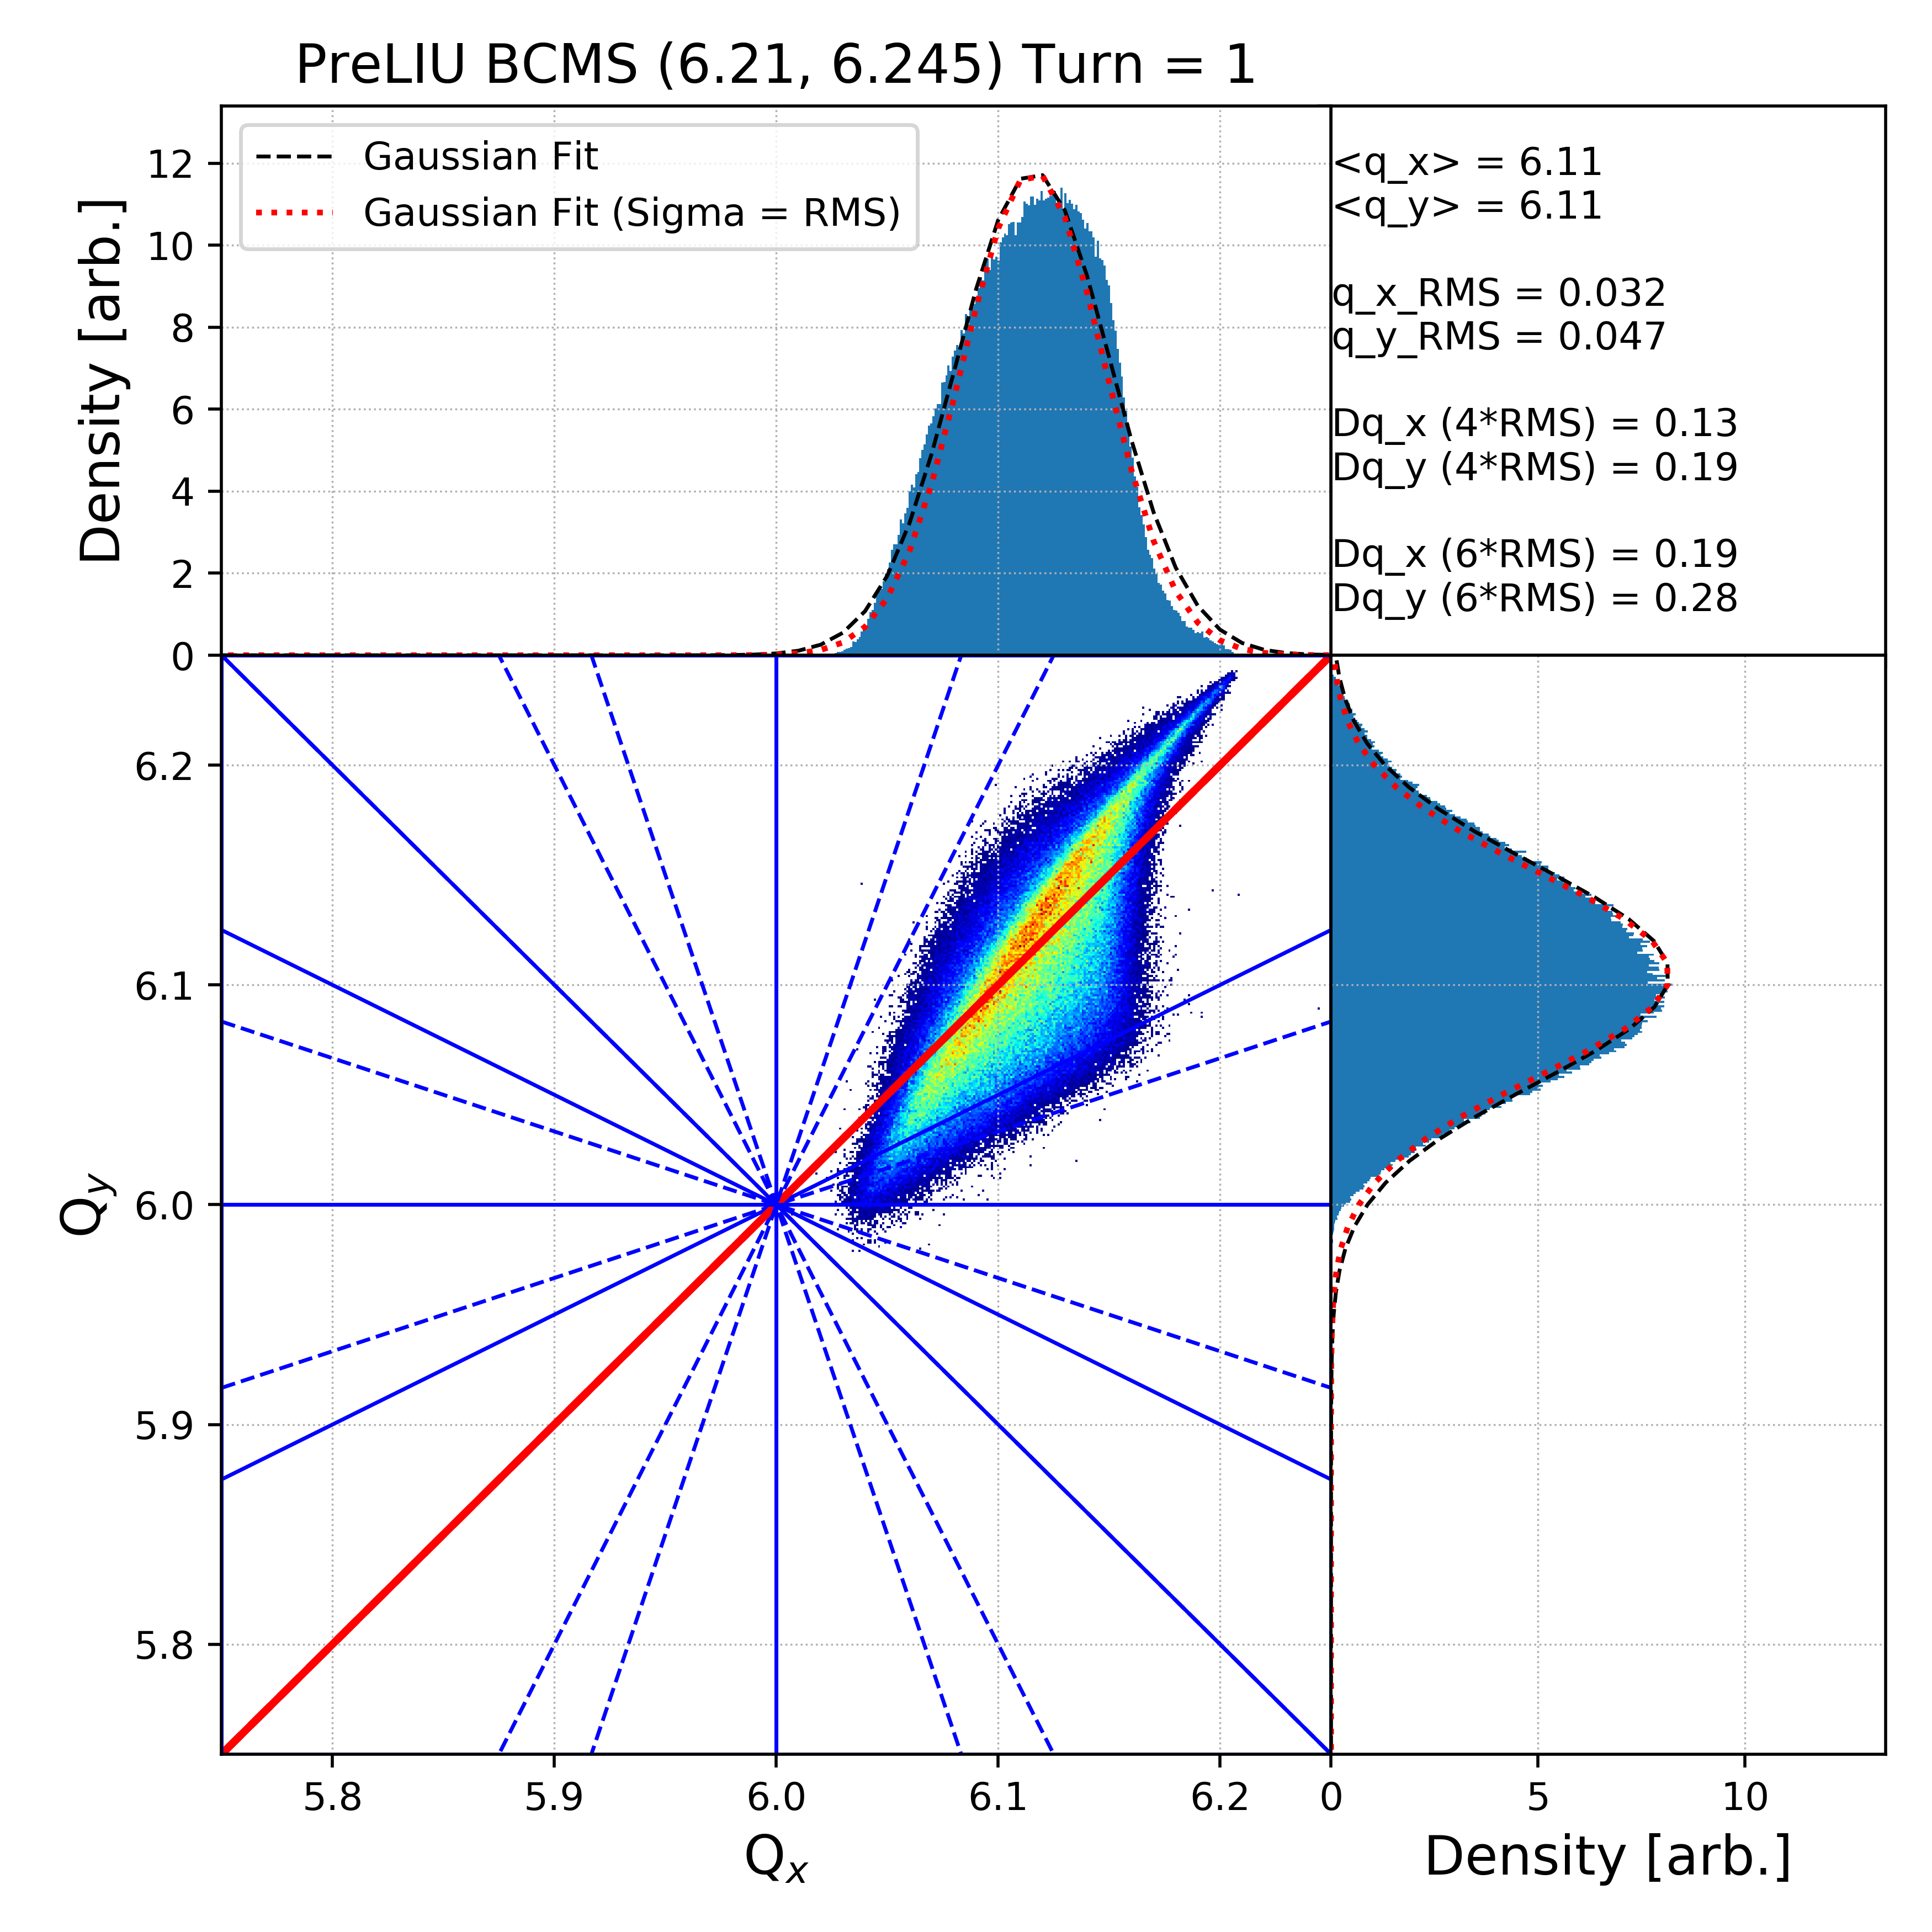 PreLIU BCMS (6.21, 6.245) Turn = 1
Density [arb.]
12
10
8
6
4
2
0
Gaussian Fit
Gaussian Fit (Sigma = RMS)
<q_x> = 6.11
<q_y> = 6.11
q_x_RMS = 0.032
q_y_RMS = 0.047
Dq_x (4*RMS) = 0.13
Dq_y (4*RMS) = 0.19
Dq_x (6*RMS) = 0.19
Dq_y (6*RMS) = 0.28
Qy
6.2
6.1
6.0
5.9
5.8
5.8 5.9 6.0 6.1 6.2 0 5 10
Qx
Density [arb.]